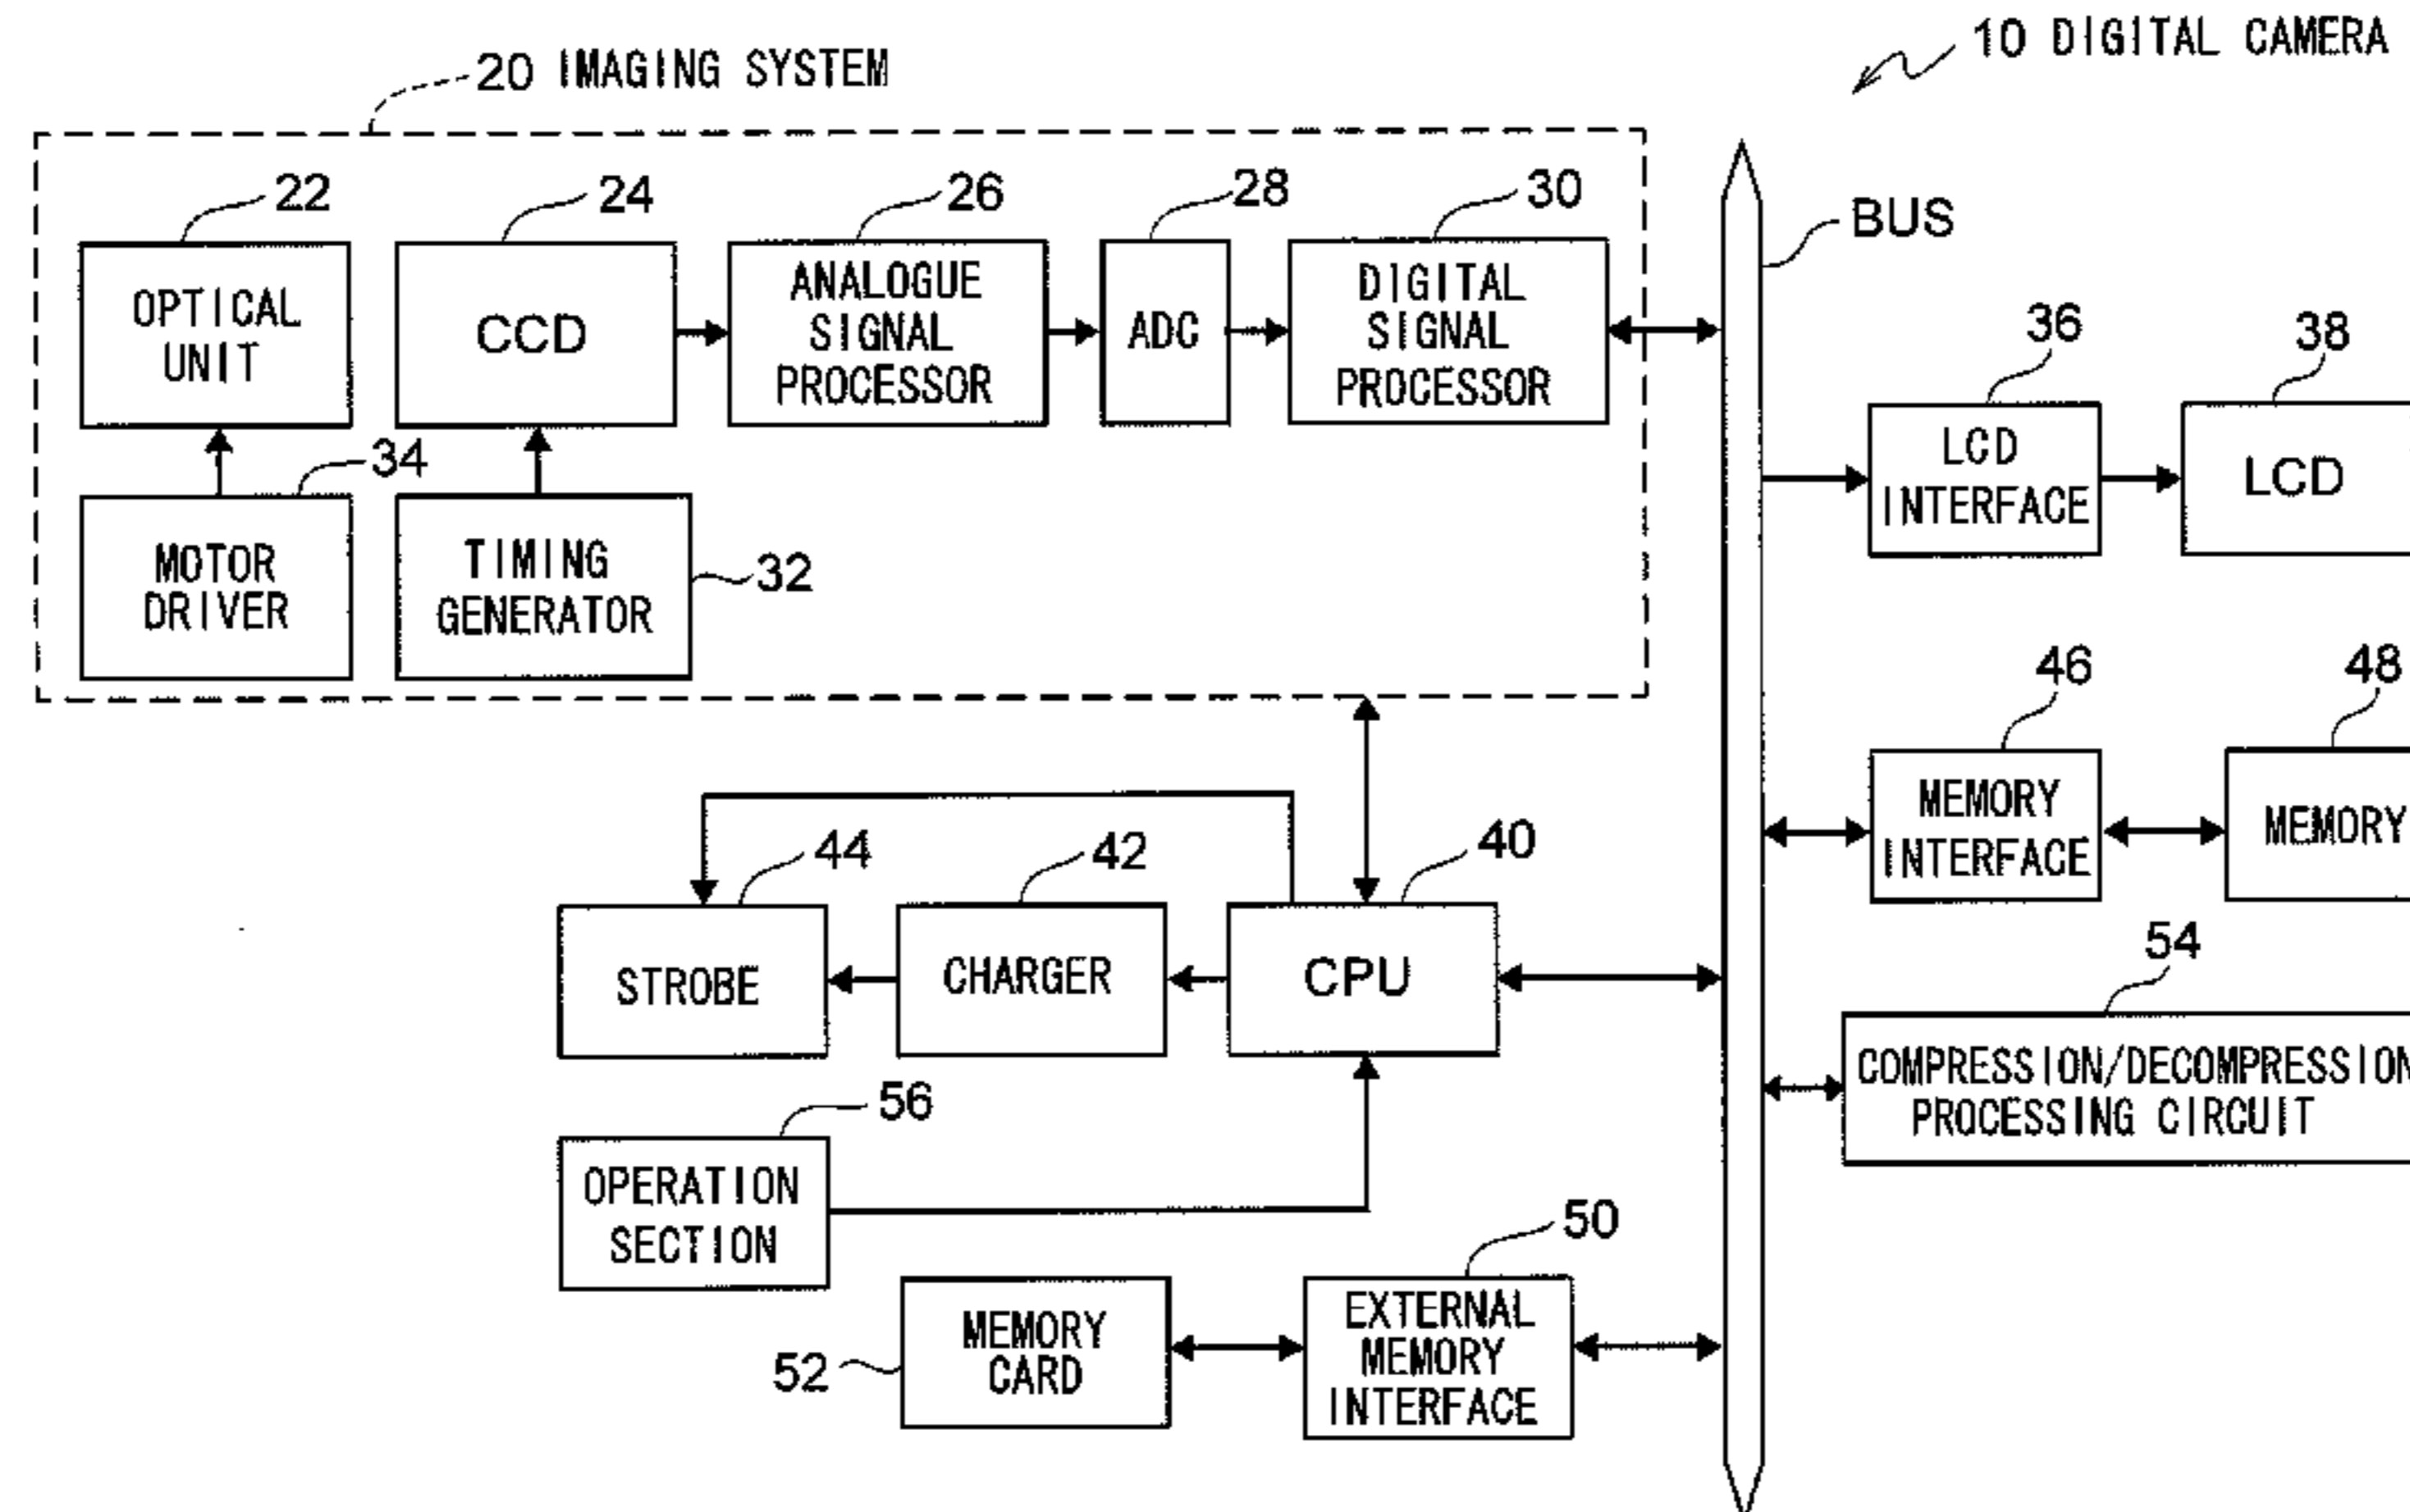 10 DIGITAL CAMERA
20 IMAGING SYSTEM
22
24
26
28
30
BUS
OPTICAL
UNIT
CCD
ANALOGUE
SIGNAL
PROCESSOR
ADC
DIGITAL
SIGNAL
PROCESSOR
34
MOTOR
DRIVER
TIMING
GENERATOR
32
36
38
LCD
INTERFACE
LCD
46
48
MEMORY
INTERFACE
MEMORY
44
42
40
STROBE
CHARGER
CPU
54
COMPRESSION/DECOMPRESSION
PROCESSING CIRCUIT
56
OPERATION
SECTION
50
52
MEMORY
CARD
EXTERNAL
MEMORY
INTERFACE